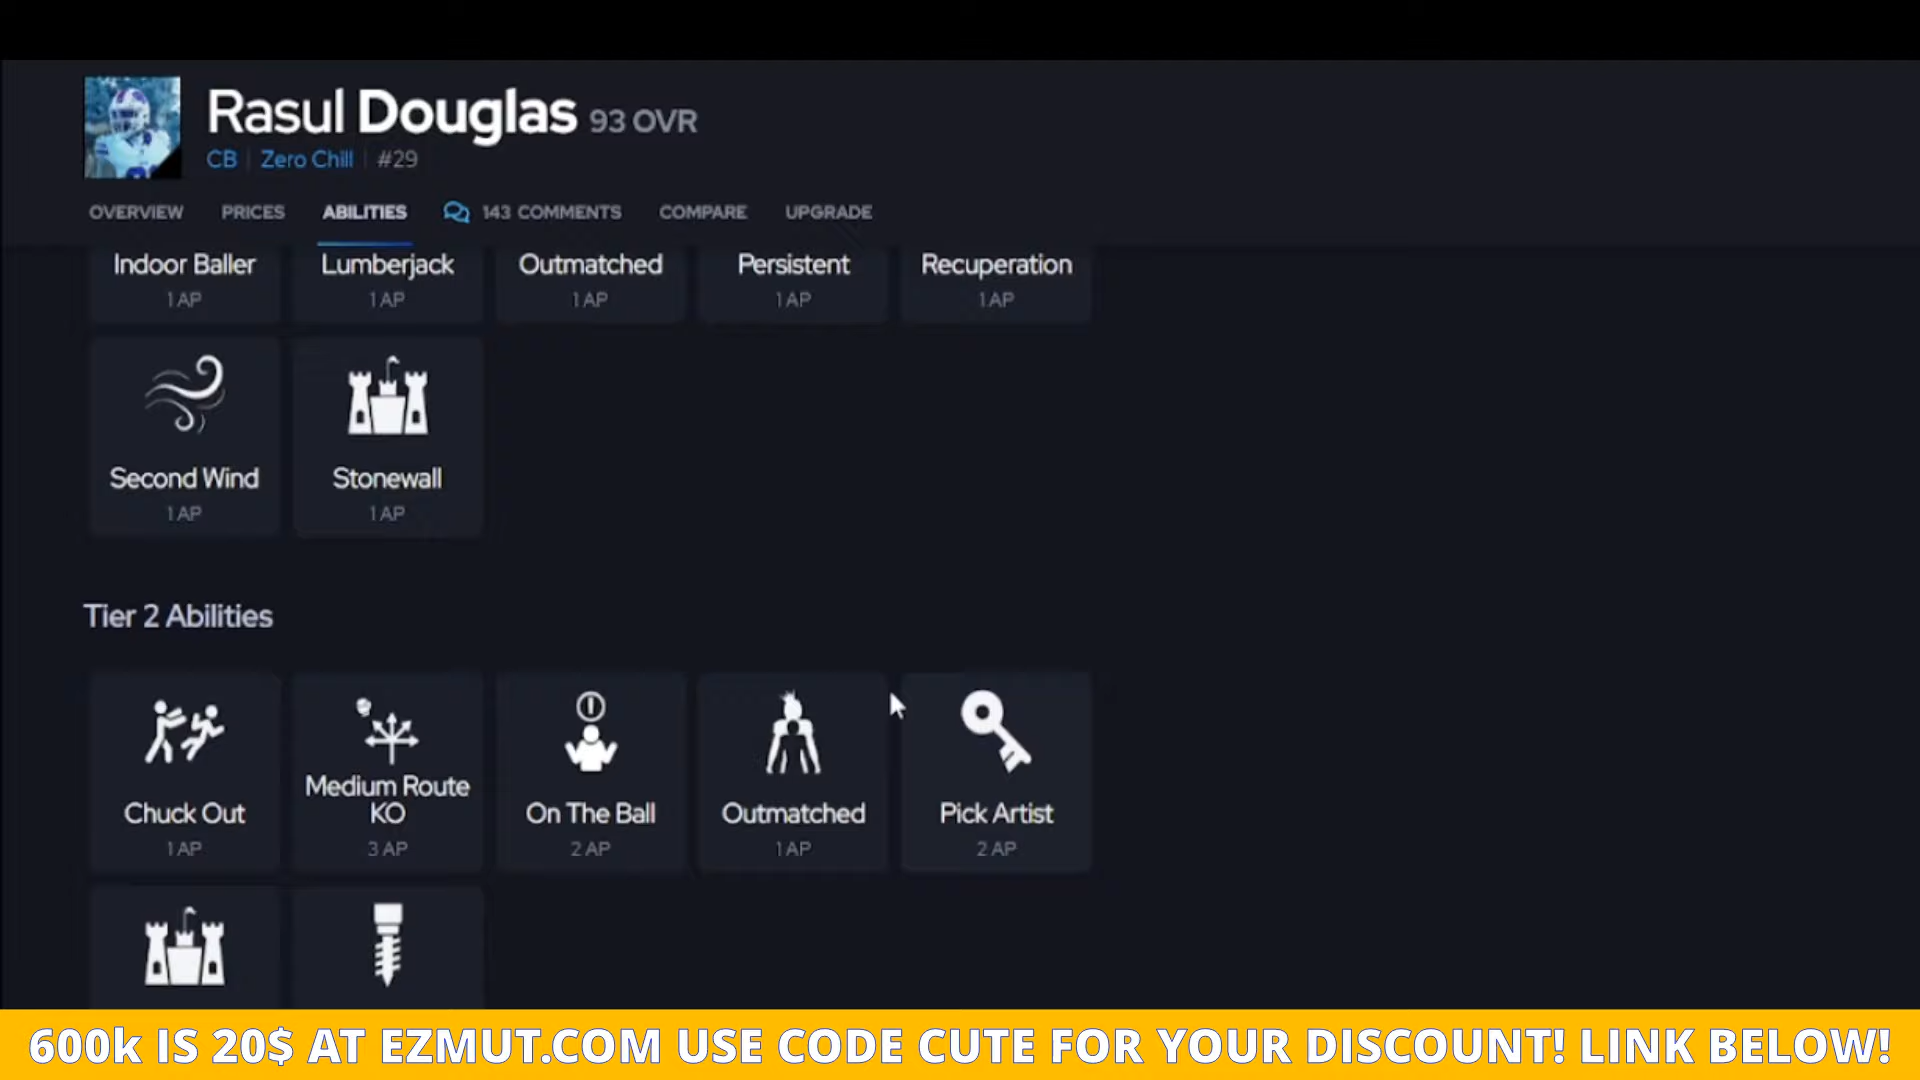 Rasul Douglas 93 OVR
CB | Zero Chill | #29
OVERVIEW PRICES ABILITIES 143 COMMENTS COMPARE UPGRADE
Indoor Baller Lumberjack Outmatched Persistent Recuperation
1 AP 1 AP 1 AP 1 AP 1 AP
Second Wind Stonewall
1 AP 1 AP
Tier 2 Abilities
Chuck Out Medium Route KO On The Ball Outmatched Pick Artist
1 AP 3 AP 2 AP 1 AP 2 AP
600k IS 20$ AT EZMUT.COM USE CODE CUTE FOR YOUR DISCOUNT! LINK BELOW!